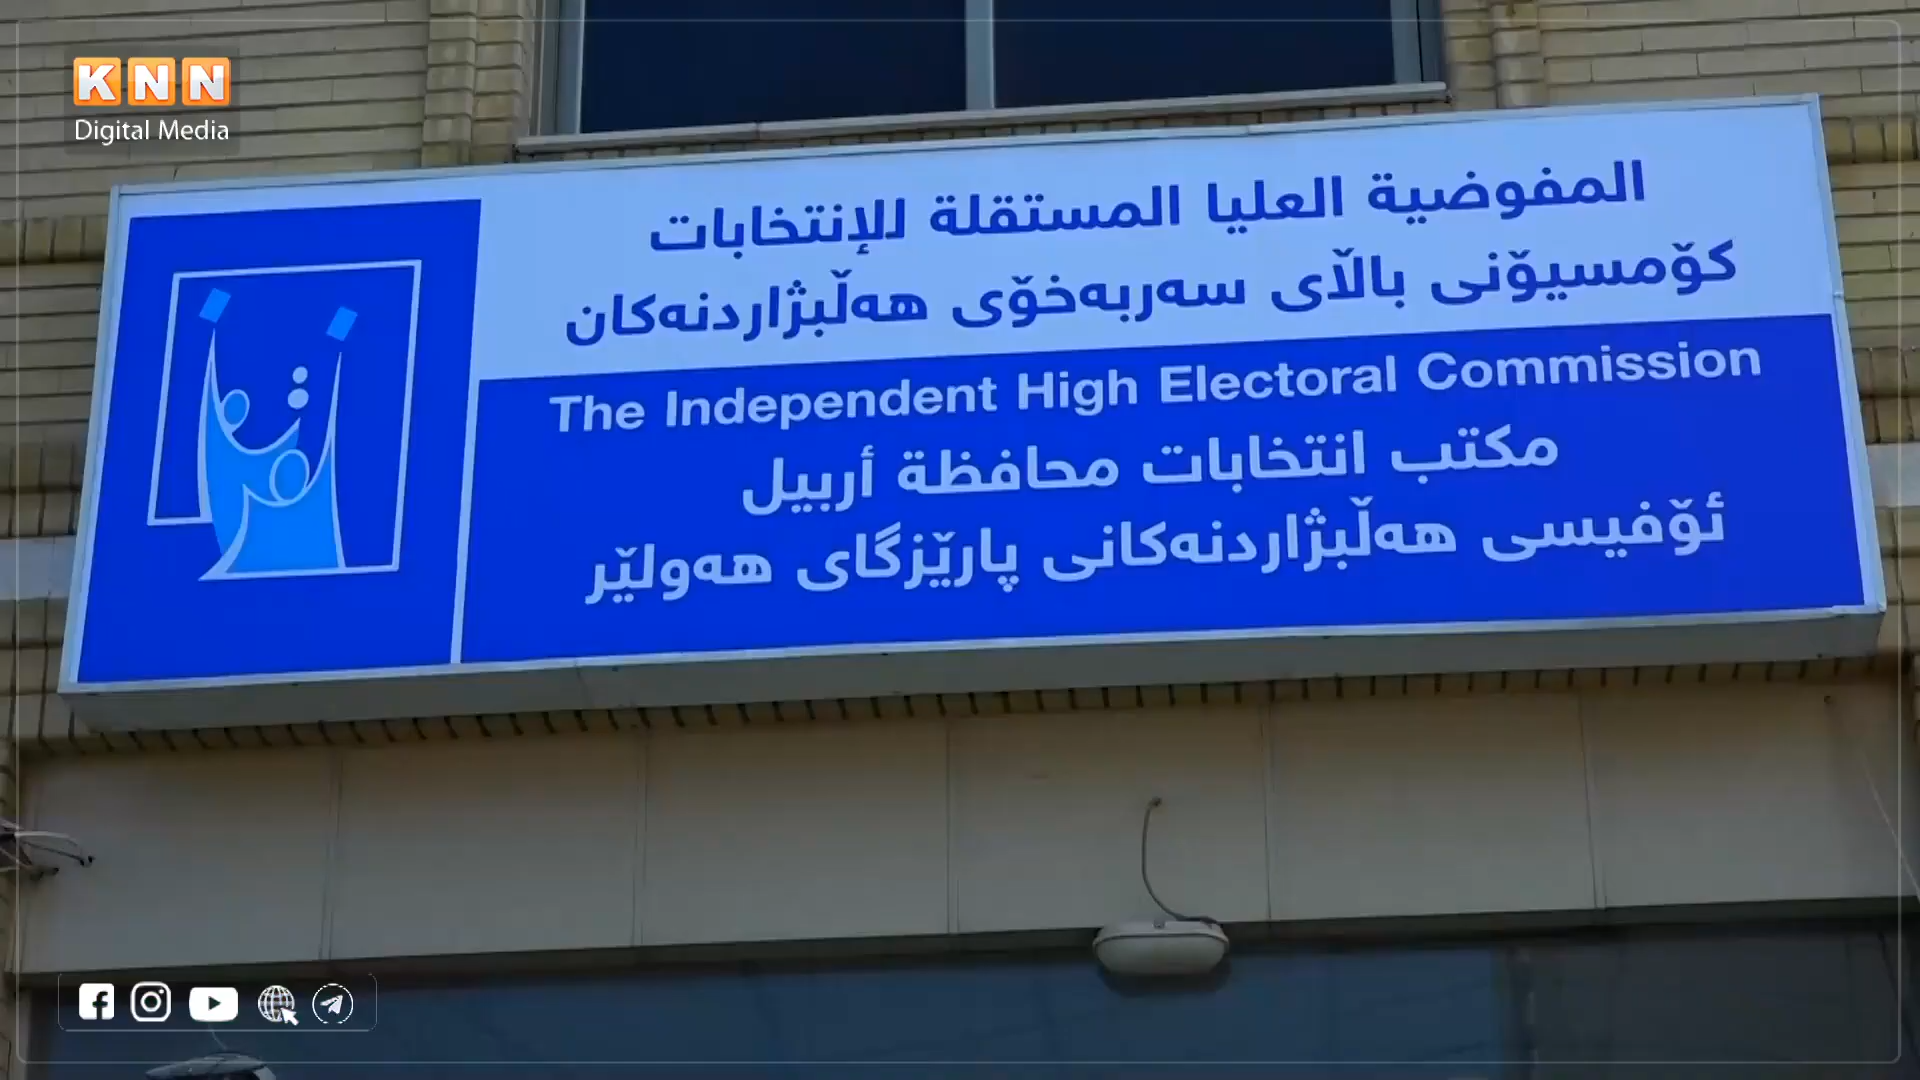 KNN
Digital Media
المفوضية العليا المستقلة للإنتخابات
كۆمسیۆنی باڵای سەربەخۆی هەڵبژاردنەکان
The Independent High Electoral Commission
مكتب انتخابات محافظة أربيل
ئۆفیسی هەڵبژاردنەکانی پارێزگای هەولێر